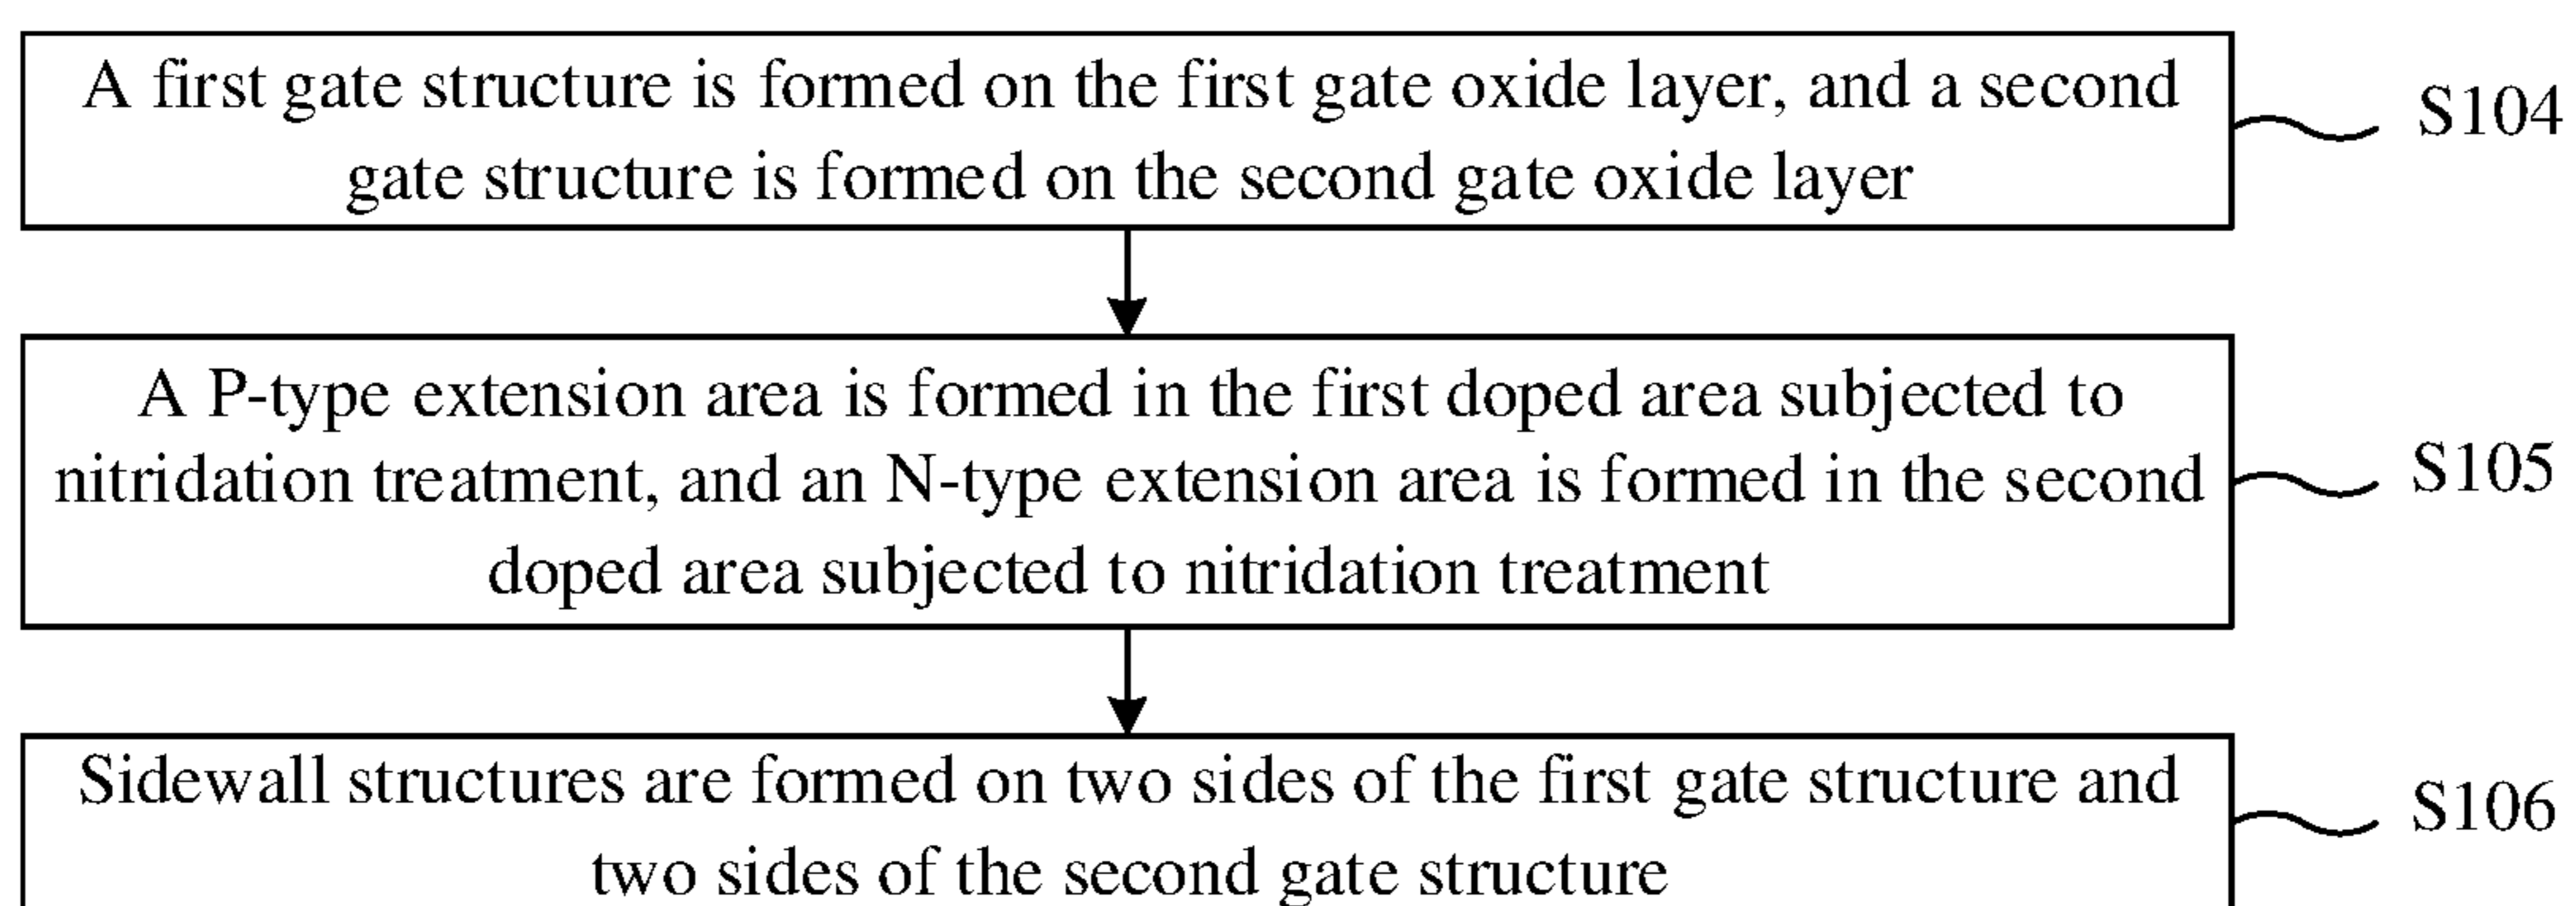 A first gate structure is formed on the first gate oxide layer, and a second
gate structure is formed on the second gate oxide layer
S104
A P-type extension area is formed in the first doped area subjected to
nitridation treatment, and an N-type extension area is formed in the second
doped area subjected to nitridation treatment
S105
Sidewall structures are formed on two sides of the first gate structure and
two sides of the second gate structure
S106